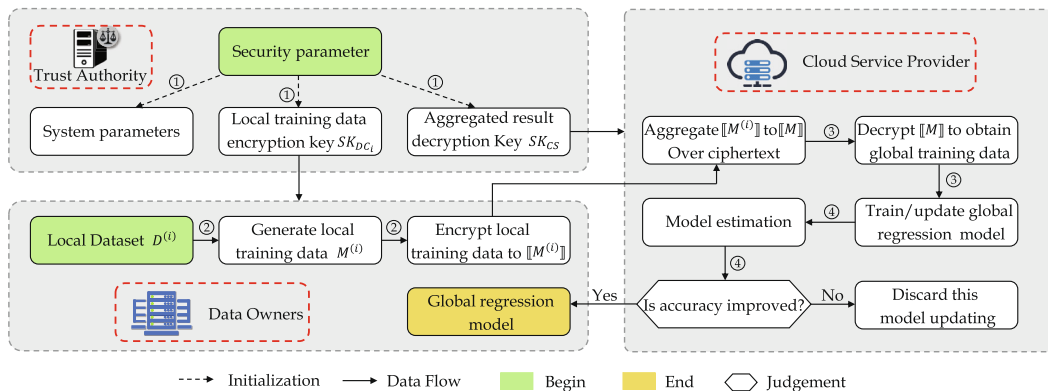 Trust Authority
Security parameter
① ① ①
System parameters
Local training data
encryption key SK_{DC_i}
Aggregated result
decryption Key SK_{CS}
Cloud Service Provider
Aggregate ⟦M^{(i)}⟧ to ⟦M⟧
Over ciphertext
③
Decrypt ⟦M⟧ to obtain
global training data
③
Train/update global
regression model
④
Model estimation
④
Is accuracy improved?
Yes
No
Discard this
model updating
Local Dataset D^{(i)}
②
Generate local
training data M^{(i)}
②
Encrypt local
training data to ⟦M^{(i)}⟧
Data Owners
Global regression
model
Initialization
Data Flow
Begin
End
Judgement